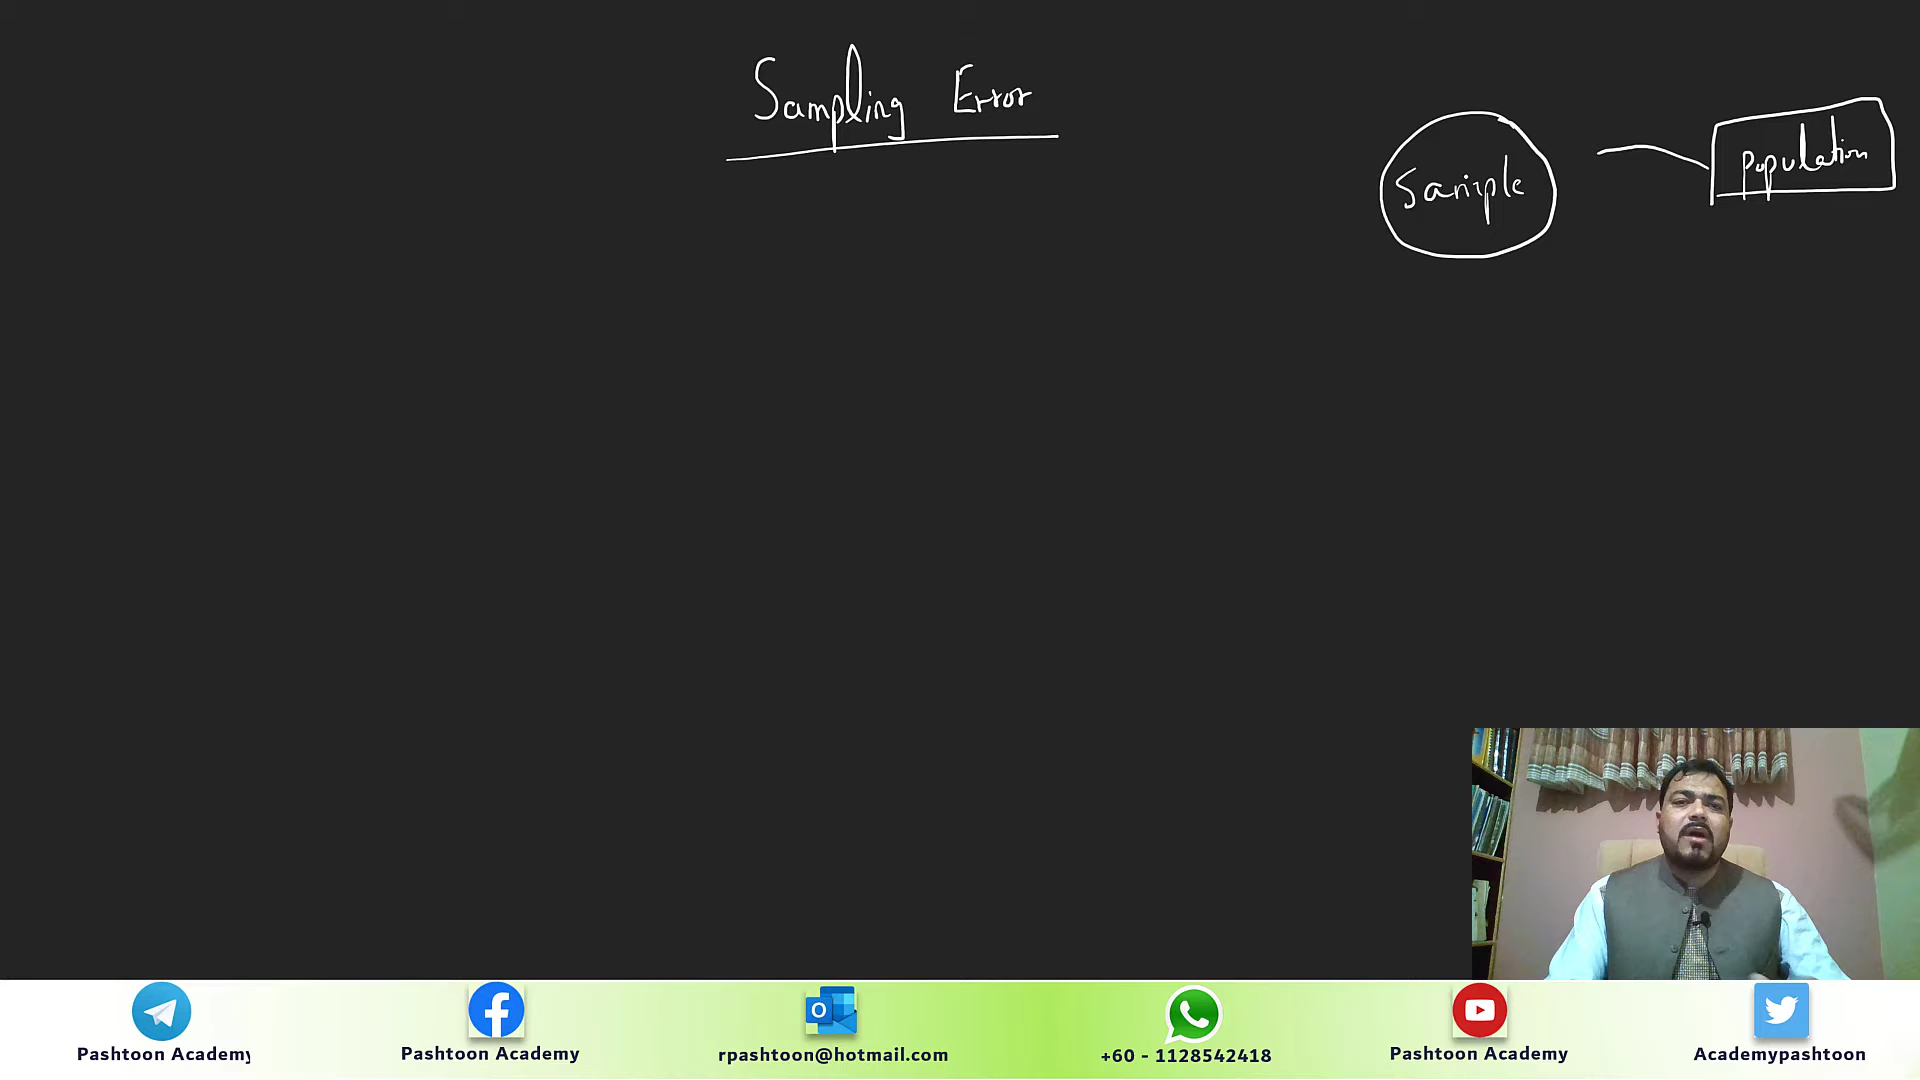 Sampling Error
Sample
population
Pashtoon Academy
Pashtoon Academy
rpashtoon@hotmail.com
+60 - 1128542418
Pashtoon Academy
Academypashtoon